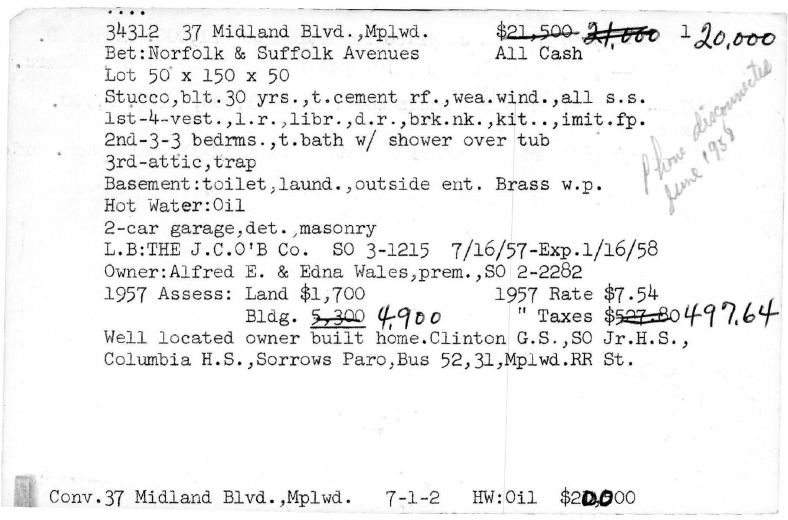 34312 37 Midland Blvd.,Mplwd. $21,500 21,000 1 20,000
Bet:Norfolk & Suffolk Avenues All Cash
Lot 50 x 150 x 50
Stucco,blt.30 yrs.,t.cement rf.,wea.wind.,all s.s.
1st-4-vest.,l.r.,libr.,d.r.,brk.nk.,kit..,imit.fp.
2nd-3-3 bedrms.,t.bath w/ shower over tub
3rd-attic,trap
Basement:toilet,laund.,outside ent. Brass w.p.
Hot Water:Oil
2-car garage,det.,masonry
L.B:THE J.C.O'B Co. SO 3-1215 7/16/57-Exp.1/16/58
Owner:Alfred E. & Edna Wales,prem.,SO 2-2282
1957 Assess: Land $1,700 1957 Rate $7.54
Bldg. 5,300 4,900 " Taxes $527.80 497.64
Well located owner built home.Clinton G.S.,SO Jr.H.S.,
Columbia H.S.,Sorrows Paro,Bus 52,31,Mplwd.RR St.
Phone disconnected
June 1958
Conv.37 Midland Blvd.,Mplwd. 7-1-2 HW:Oil $20,000